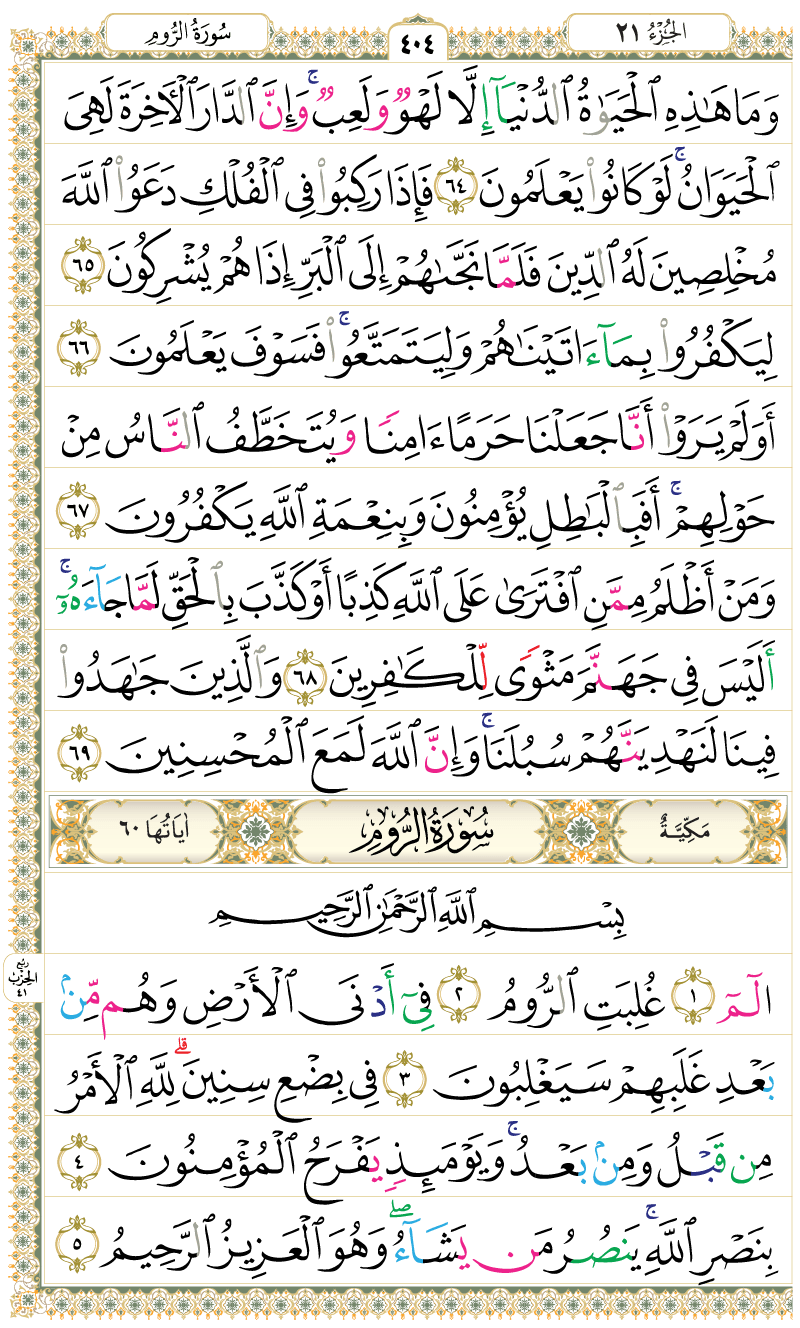 الجُزْءُ ٢١
٤٠٤
سُورَةُ الرُّومِ
وَمَا هَٰذِهِ ٱلْحَيَوٰةُ ٱلدُّنْيَآ إِلَّا لَهْوٌ وَلَعِبٌ ۚ وَإِنَّ ٱلدَّارَ ٱلْأَخِرَةَ لَهِىَ
ٱلْحَيَوَانُ ۚ لَوْ كَانُوا۟ يَعْلَمُونَ ٦٤ فَإِذَا رَكِبُوا۟ فِى ٱلْفُلْكِ دَعَوُا۟ ٱللَّهَ
مُخْلِصِينَ لَهُ ٱلدِّينَ فَلَمَّا نَجَّىٰهُمْ إِلَى ٱلْبَرِّ إِذَا هُمْ يُشْرِكُونَ ٦٥
لِيَكْفُرُوا۟ بِمَآ ءَاتَيْنَٰهُمْ وَلِيَتَمَتَّعُوا۟ ۚ فَسَوْفَ يَعْلَمُونَ ٦٦
أَوَلَمْ يَرَوْا۟ أَنَّا جَعَلْنَا حَرَمًا ءَامِنًا وَيُتَخَطَّفُ ٱلنَّاسُ مِنْ
حَوْلِهِمْ ۚ أَفَبِٱلْبَٰطِلِ يُؤْمِنُونَ وَبِنِعْمَةِ ٱللَّهِ يَكْفُرُونَ ٦٧
وَمَنْ أَظْلَمُ مِمَّنِ ٱفْتَرَىٰ عَلَى ٱللَّهِ كَذِبًا أَوْ كَذَّبَ بِٱلْحَقِّ لَمَّا جَآءَهُۥٓ ۚ
أَلَيْسَ فِى جَهَنَّمَ مَثْوًى لِّلْكَٰفِرِينَ ٦٨ وَٱلَّذِينَ جَٰهَدُوا۟
فِينَا لَنَهْدِيَنَّهُمْ سُبُلَنَا ۚ وَإِنَّ ٱللَّهَ لَمَعَ ٱلْمُحْسِنِينَ ٦٩
مَكِّيَّةٌ سُورَةُ الرُّومِ اٰيَاتُهَا ٦٠
بِسْمِ ٱللَّهِ ٱلرَّحْمَٰنِ ٱلرَّحِيمِ
الٓمٓ ١ غُلِبَتِ ٱلرُّومُ ٢ فِىٓ أَدْنَى ٱلْأَرْضِ وَهُم مِّنۢ
رُبْعُ الحِزْبِ ٤١
بَعْدِ غَلَبِهِمْ سَيَغْلِبُونَ ٣ فِى بِضْعِ سِنِينَ ۗ لِلَّهِ ٱلْأَمْرُ
مِن قَبْلُ وَمِنۢ بَعْدُ ۚ وَيَوْمَئِذٍ يَفْرَحُ ٱلْمُؤْمِنُونَ ٤
بِنَصْرِ ٱللَّهِ ۚ يَنصُرُ مَن يَشَآءُ ۖ وَهُوَ ٱلْعَزِيزُ ٱلرَّحِيمُ ٥